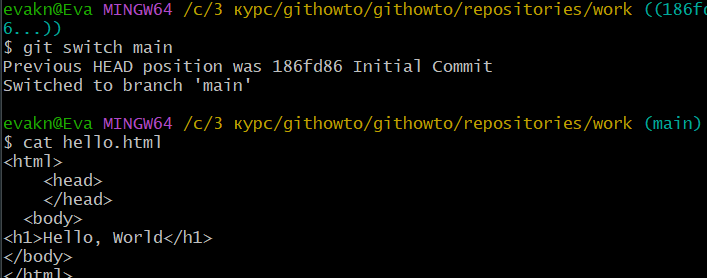 evakn@Eva MINGW64 /c/3 курс/githowto/githowto/repositories/work ((186fd
6...))
$ git switch main
Previous HEAD position was 186fd86 Initial Commit
Switched to branch 'main'
evakn@Eva MINGW64 /c/3 курс/githowto/githowto/repositories/work (main)
$ cat hello.html
<html>
    <head>
    </head>
  <body>
<h1>Hello, World</h1>
</body>
</html>